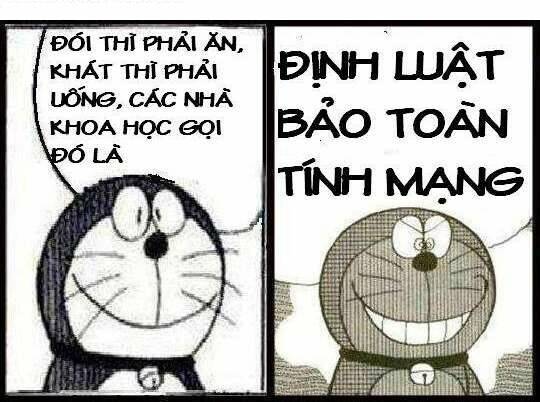 ĐÓI THÌ PHẢI ĂN,
KHÁT THÌ PHẢI
UỐNG, CÁC NHÀ
KHOA HỌC GỌI
ĐÓ LÀ
ĐỊNH LUẬT
BẢO TOÀN
TÍNH MẠNG